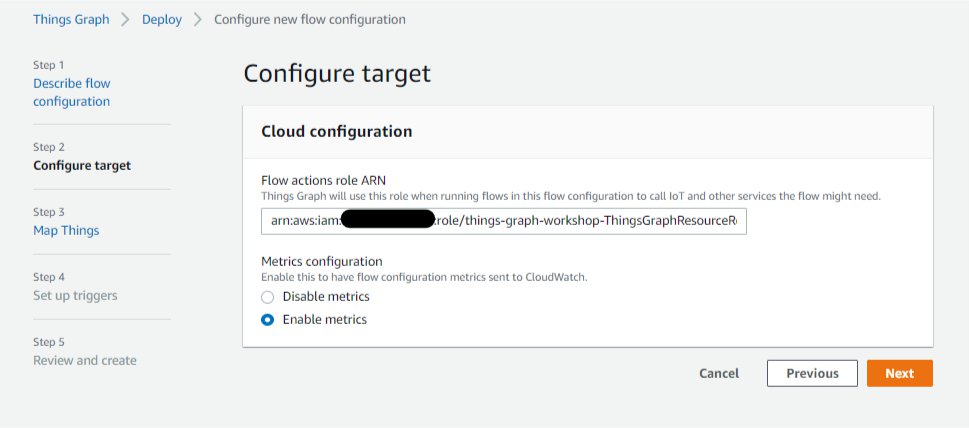 Things Graph > Deploy > Configure new flow configuration
Step 1
Describe flow
configuration
Step 2
Configure target
Step 3
Map Things
Step 4
Set up triggers
Step 5
Review and create
Configure target
Cloud configuration
Flow actions role ARN
Things Graph will use this role when running flows in this flow configuration to call IoT and other services the flow might need.
arn:aws:iam: :role/things-graph-workshop-ThingsGraphResourceR
Metrics configuration
Enable this to have flow configuration metrics sent to CloudWatch.
Disable metrics
Enable metrics
Cancel
Previous
Next